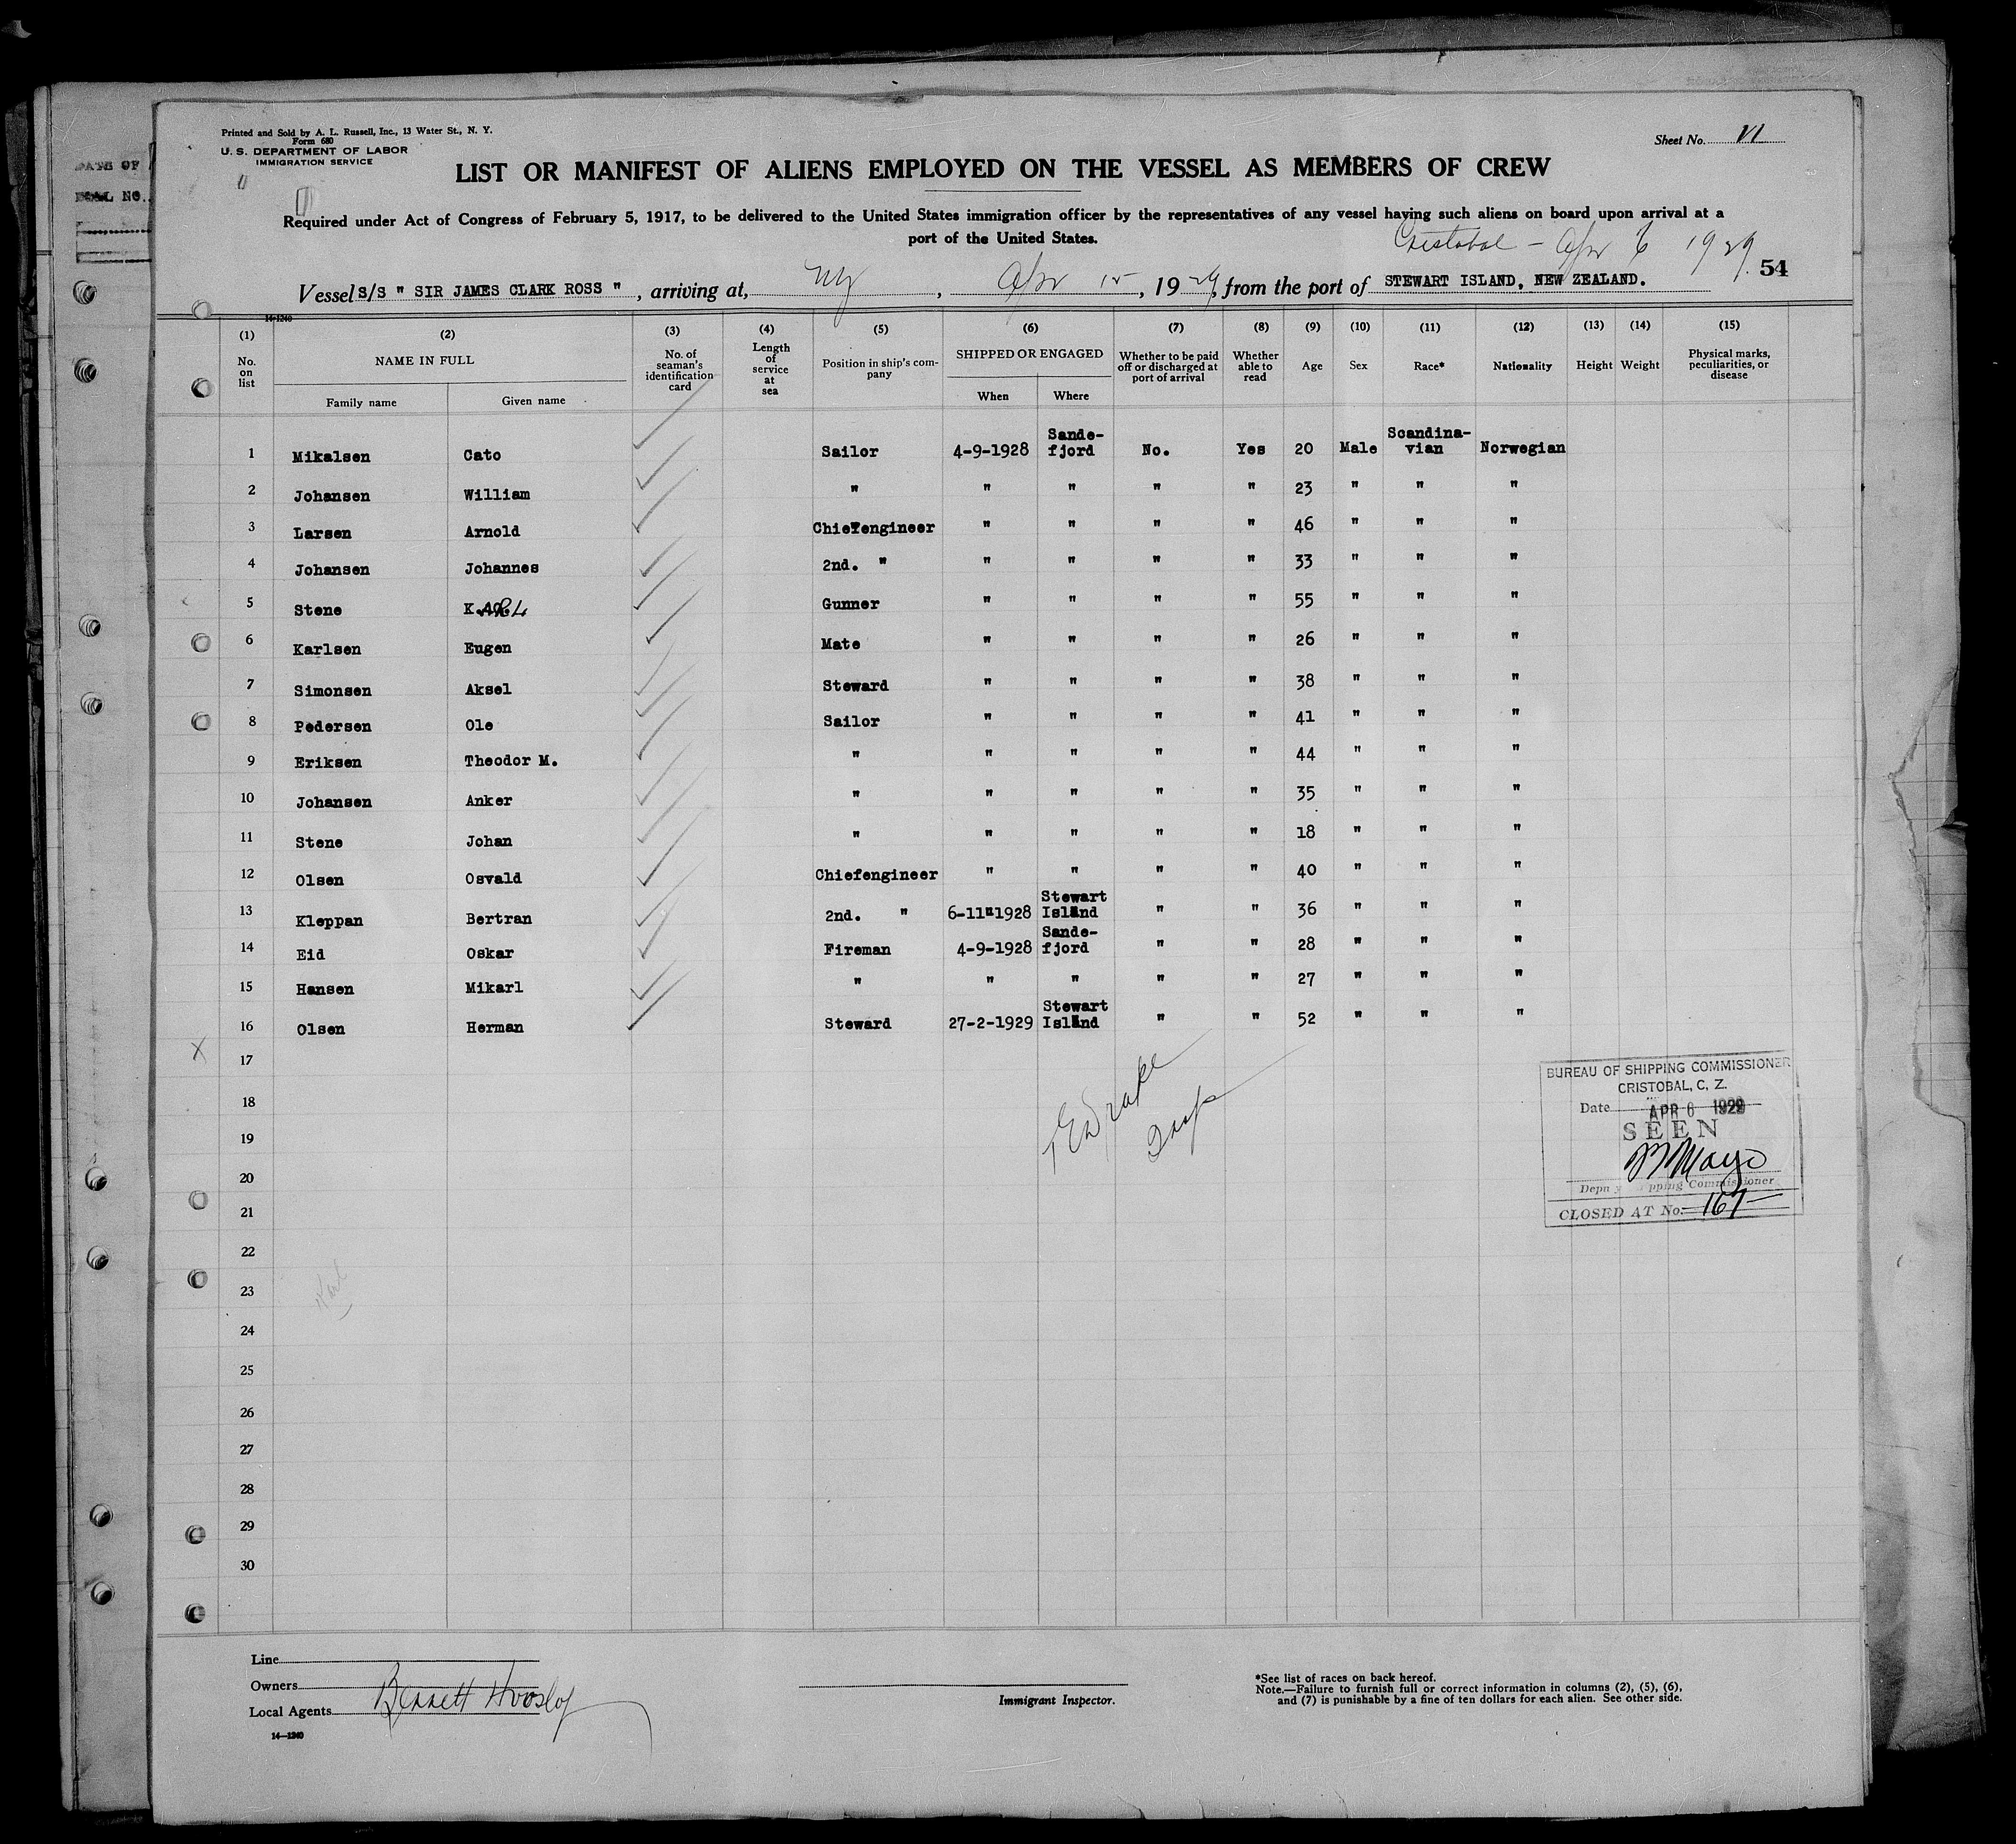 Printed and Sold by A. L. Russell, Inc., 13 Water St., N. Y.
Form 680
U. S. DEPARTMENT OF LABOR
IMMIGRATION SERVICE
Sheet No. VI
LIST OR MANIFEST OF ALIENS EMPLOYED ON THE VESSEL AS MEMBERS OF CREW
Required under Act of Congress of February 5, 1917, to be delivered to the United States immigration officer by the representatives of any vessel having such aliens on board upon arrival at a
port of the United States.
Cristobal - Apr 6 1929.
54
Vessel S/S " SIR JAMES CLARK ROSS ", arriving at, NY, Apr 15, 1929, from the port of STEWART ISLAND, NEW ZEALAND.
14-1240
(1) (2) (3) (4) (5) (6) (7) (8) (9) (10) (11) (12) (13) (14) (15)
No. on list NAME IN FULL Family name Given name No. of seaman's identification card Length of service at sea Position in ship's company SHIPPED OR ENGAGED When Where Whether to be paid off or discharged at port of arrival Whether able to read Age Sex Race* Nationality Height Weight Physical marks, peculiarities, or disease
1 Mikalsen Cato Sailor 4-9-1928 Sande-fjord No. Yes 20 Male Scandina-vian Norwegian
2 Johansen William " " " " " 23 " " "
3 Larsen Arnold Chiefengineer " " " " 46 " " "
4 Johansen Johannes 2nd. " " " " " 33 " " "
5 Stene KARL Gunner " " " " 55 " " "
6 Karlsen Eugen Mate " " " " 26 " " "
7 Simonsen Aksel Steward " " " " 38 " " "
8 Pedersen Ole Sailor " " " " 41 " " "
9 Eriksen Theodor M. " " " " " 44 " " "
10 Johansen Anker " " " " " 35 " " "
11 Stene Johan " " " " " 18 " " "
12 Olsen Osvald Chiefengineer " " " " 40 " " "
13 Kleppan Bertran 2nd. " 6-11-1928 Stewart Island " " 36 " " "
14 Eid Oskar Fireman 4-9-1928 Sande-fjord " " 28 " " "
15 Hansen Mikarl " " " " " 27 " " "
16 Olsen Herman Steward 27-2-1929 Stewart Island " " 52 " " "
X
17
18
19
20
21
22
23
24
25
26
27
28
29
30
TE Drake
Insp
Karl
BUREAU OF SHIPPING COMMISSIONER
CRISTOBAL, C. Z.
Date APR 6 1929
SEEN
Mayo
CLOSED AT No. 167
Line
Owners
Local Agents
Immigrant Inspector.
*See list of races on back hereof.
Note.—Failure to furnish full or correct information in columns (2), (5), (6),
and (7) is punishable by a fine of ten dollars for each alien. See other side.
14—1240